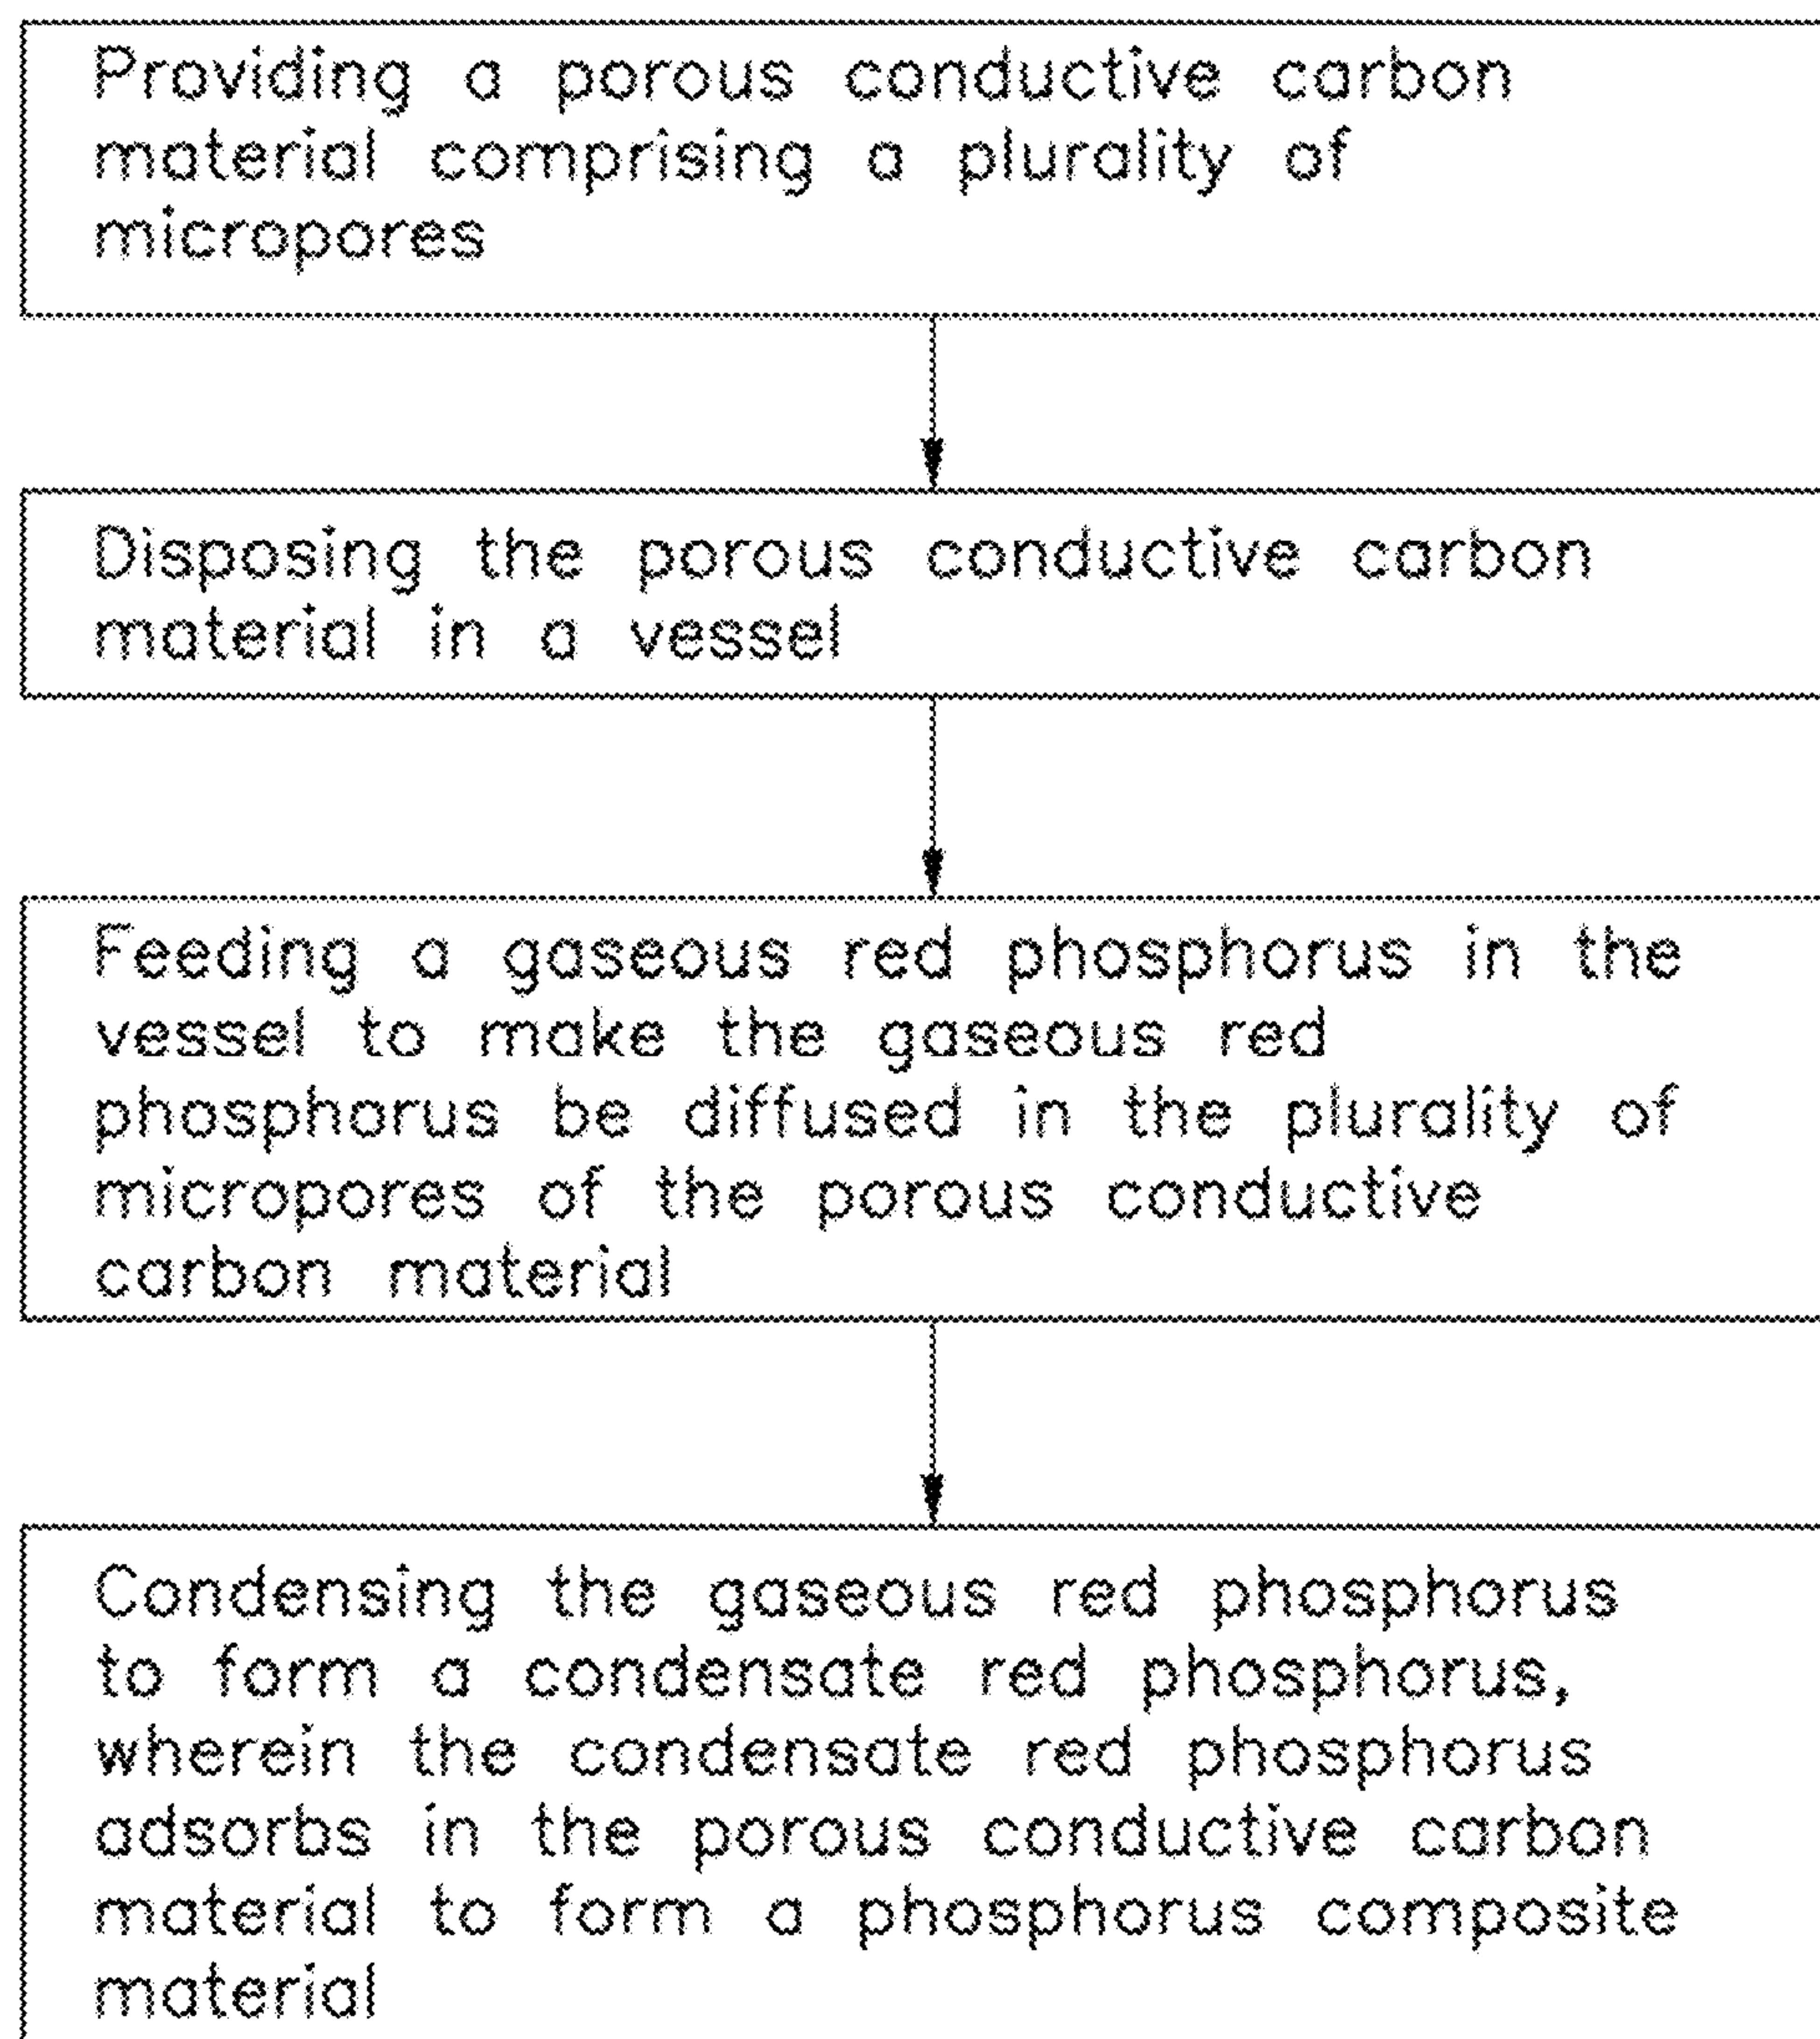 Providing a porous conductive carbon
material comprising a plurality of
micropores
Disposing the porous conductive carbon
material in a vessel
Feeding a gaseous red phosphorus in the
vessel to make the gaseous red
phosphorus be diffused in the plurality of
micropores of the porous conductive
carbon material
Condensing the gaseous red phosphorus
to form a condensate red phosphorus,
wherein the condensate red phosphorus
adsorbs in the porous conductive carbon
material to form a phosphorus composite
material